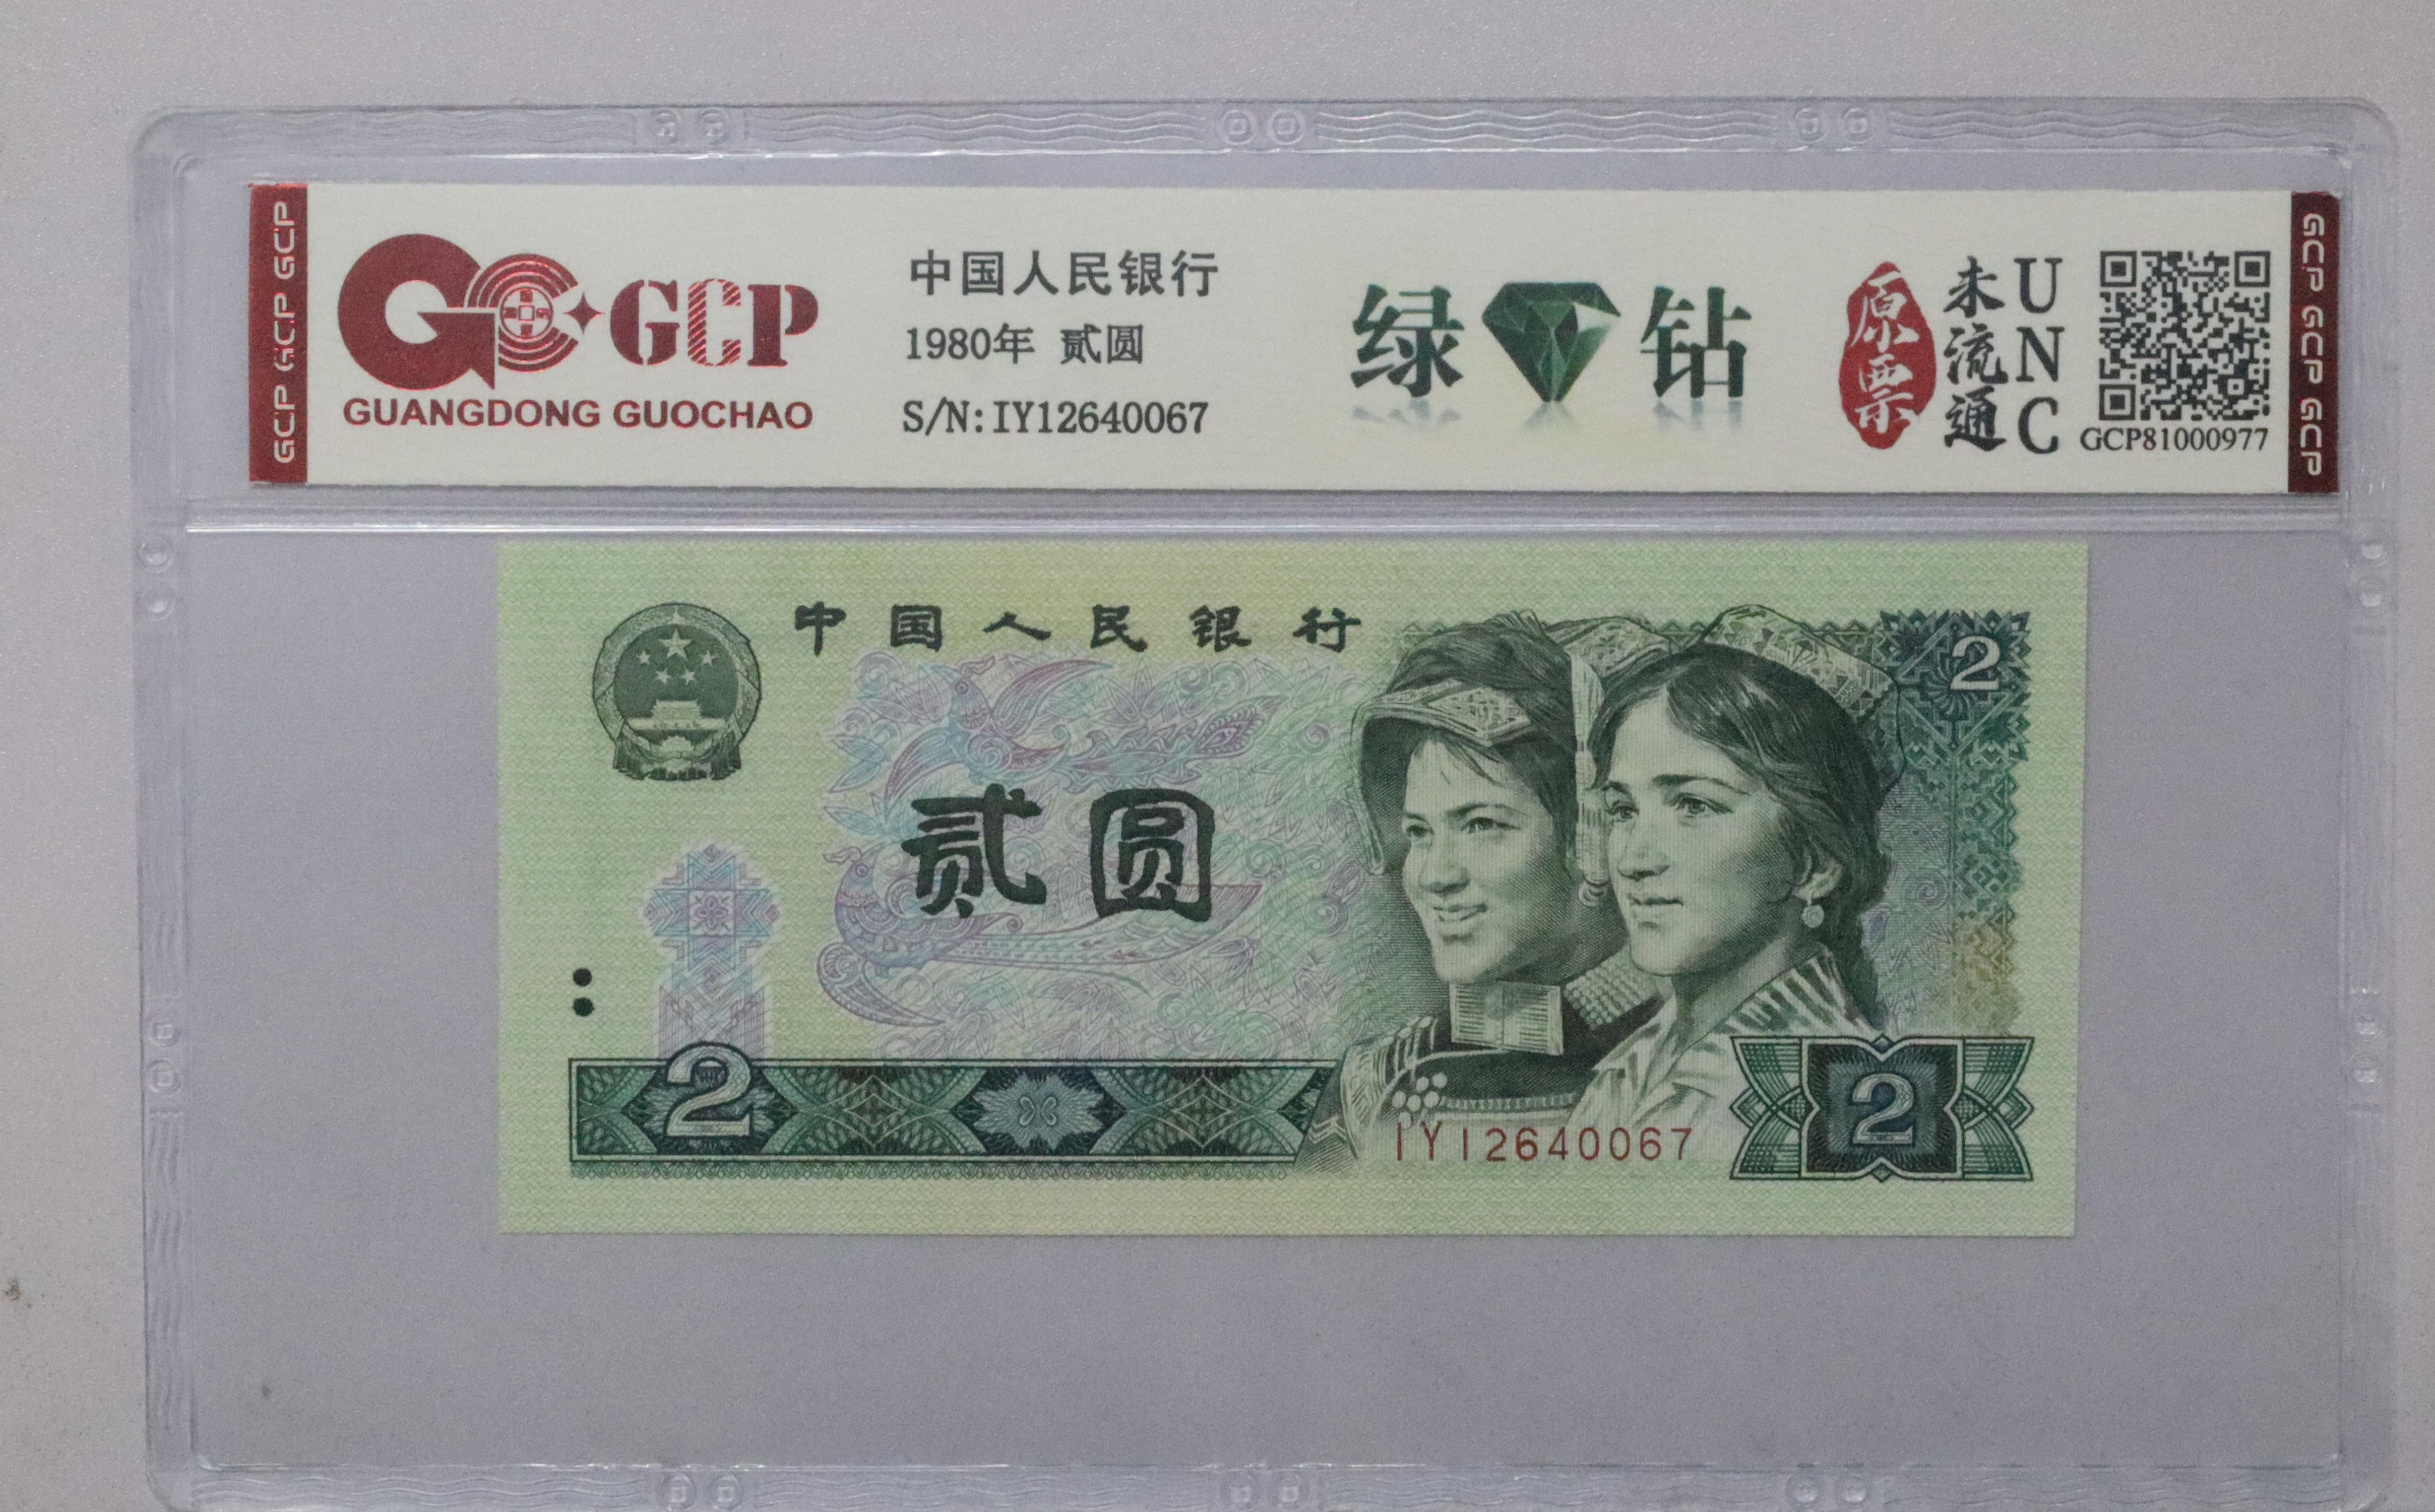 GCP GCP GCP
GCP
GUANGDONG GUOCHAO
中国人民银行
1980年 贰圆
S/N: IY12640067
绿 钻
原票
未流通
UNC
GCP81000977
GCP GCP GCP
中国人民银行
2
贰圆
2
IY12640067
2